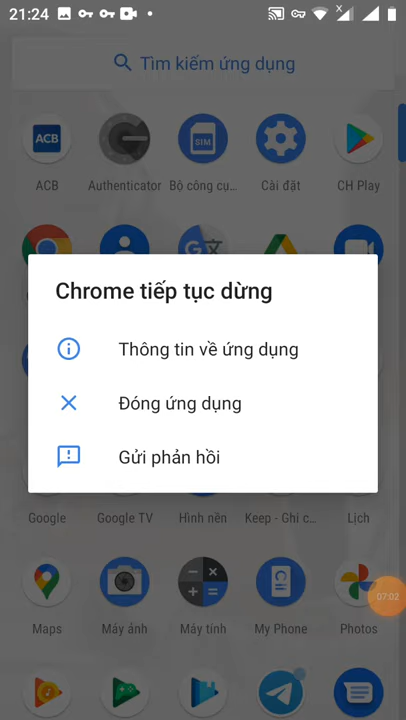 21:24
Tìm kiếm ứng dụng
ACB
SIM
ACB Authenticator Bộ công cụ... Cài đặt CH Play
Chrome tiếp tục dừng
Thông tin về ứng dụng
Đóng ứng dụng
Gửi phản hồi
Google Google TV Hình nền Keep - Ghi c... Lịch
07:02
Maps Máy ảnh Máy tính My Phone Photos